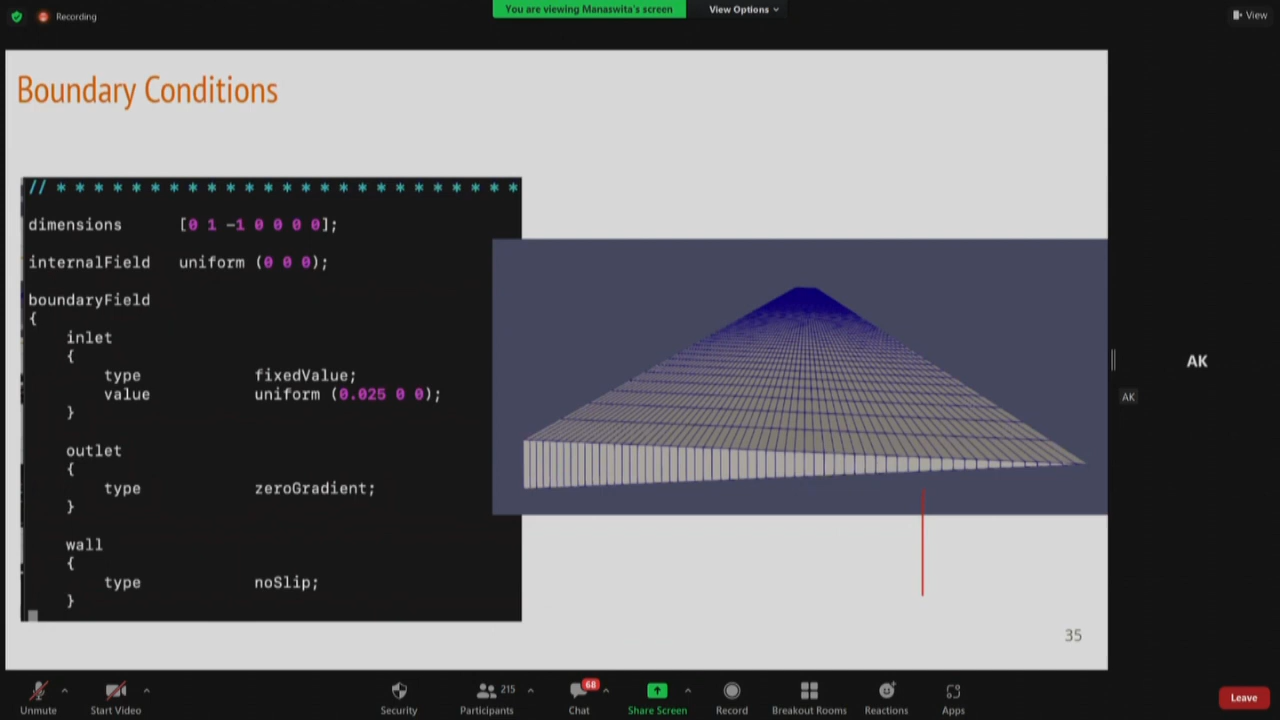 Recording
You are viewing Manaswita's screen
View Options
View
Boundary Conditions
// * * * * * * * * * * * * * * * * * * * * * * * * *
dimensions [0 1 -1 0 0 0 0];
internalField uniform (0 0 0);
boundaryField
{
inlet
{
type fixedValue;
value uniform (0.025 0 0);
}
outlet
{
type zeroGradient;
}
wall
{
type noSlip;
}
35
AK
AK
Unmute
Start Video
Security
Participants
215
Chat
68
Share Screen
Record
Breakout Rooms
Reactions
Apps
Leave